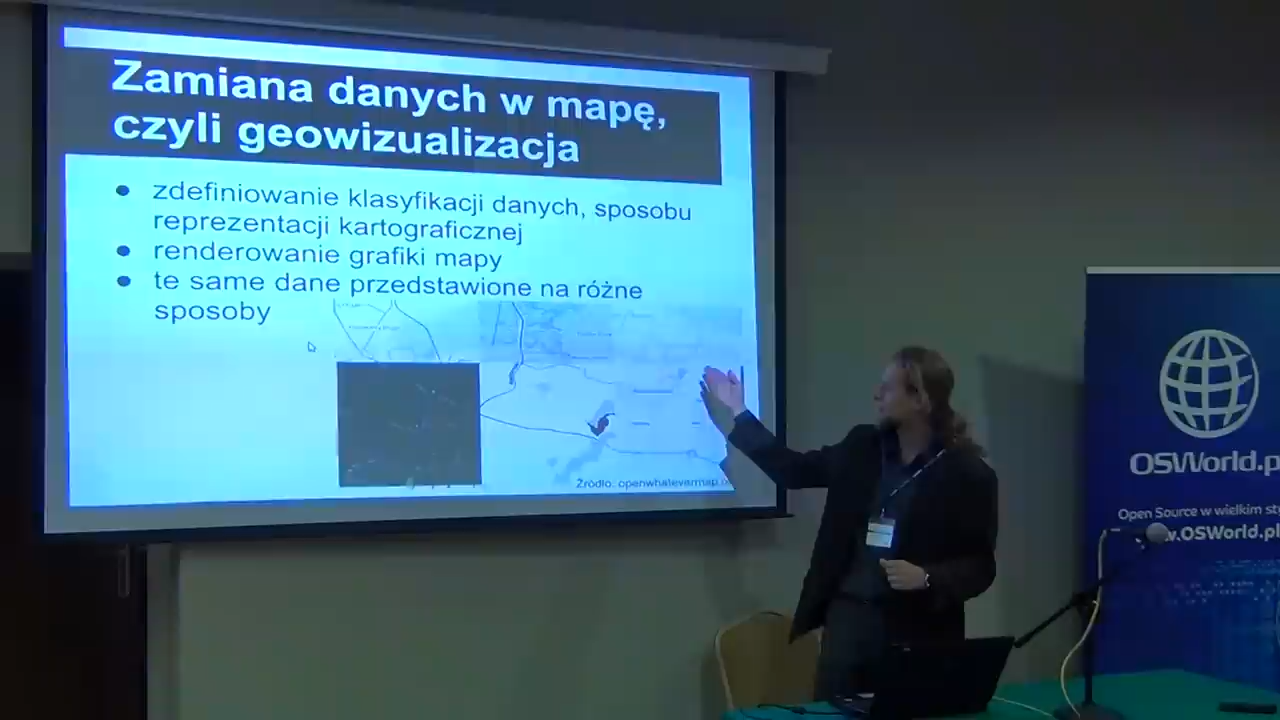 Zamiana danych w mapę,
czyli geowizualizacja
zdefiniowanie klasyfikacji danych, sposobu
reprezentacji kartograficznej
renderowanie grafiki mapy
te same dane przedstawione na różne
sposoby
Źródło: openwhatevermap.
OSWorld.p
Open Source w wielkim sty
w.OSWorld.pl